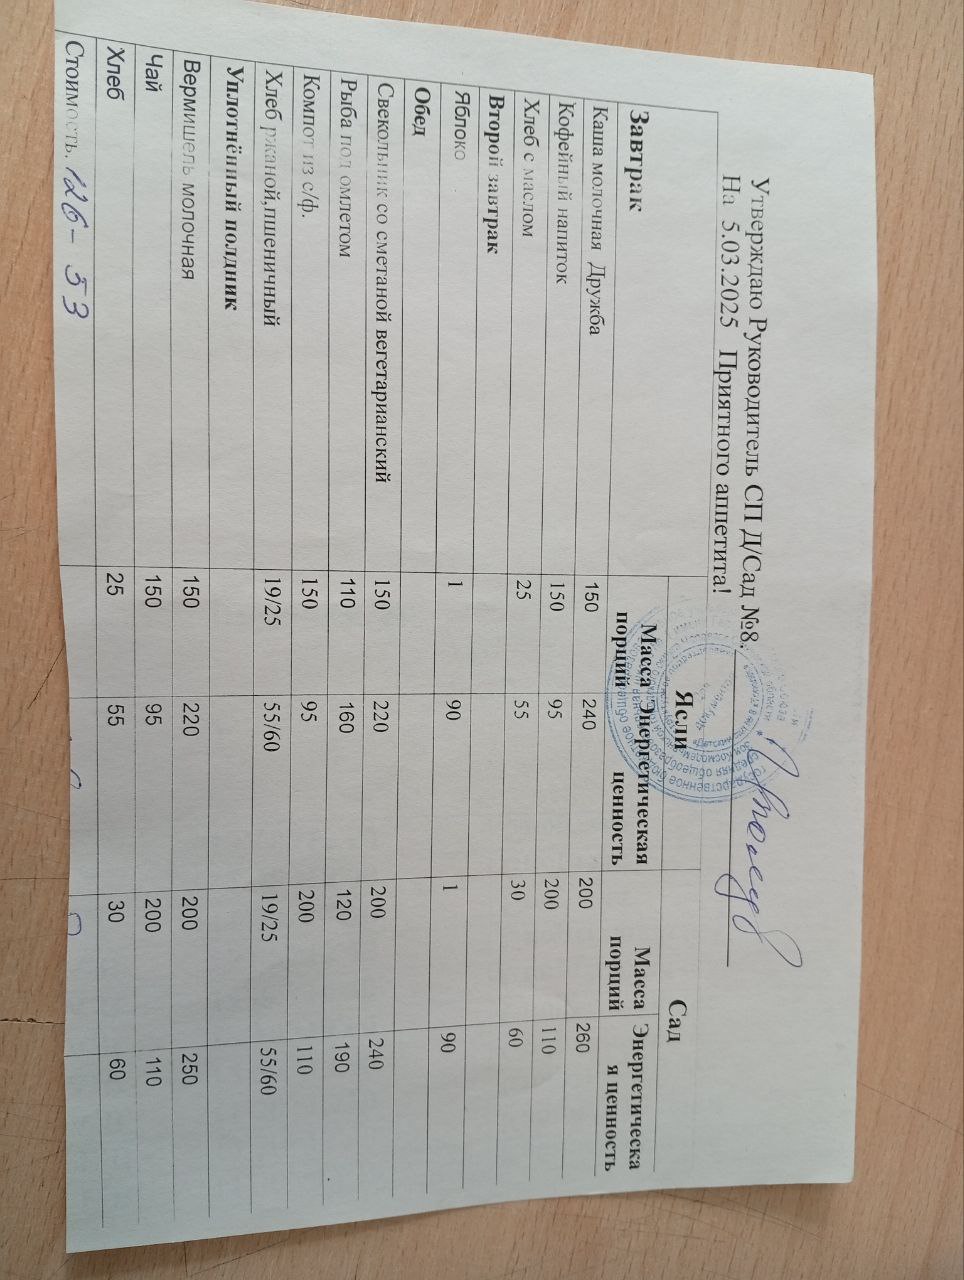 Утверждаю Руководитель СП Д/Сад №8.
На 5.03.2025 Приятного аппетита!
Ясли Сад
Завтрак Масса порций Энергетическая ценность Масса порций Энергетическа я ценность
Каша молочная Дружба 150 240 200 260
Кофейный напиток 150 95 200 110
Хлеб с маслом 25 55 30 60
Второй завтрак
Яблоко 1 90 1 90
Обед
Свекольник со сметаной вегетарианский 150 220 200 240
Рыба под омлетом 110 160 120 190
Компот из с/ф. 150 95 200 110
Хлеб ржаной,пшеничный 19/25 55/60 19/25 55/60
Уплотнённый полдник
Вермишель молочная 150 220 200 250
Чай 150 95 200 110
Хлеб 25 55 30 60
Стоимость. 126-53